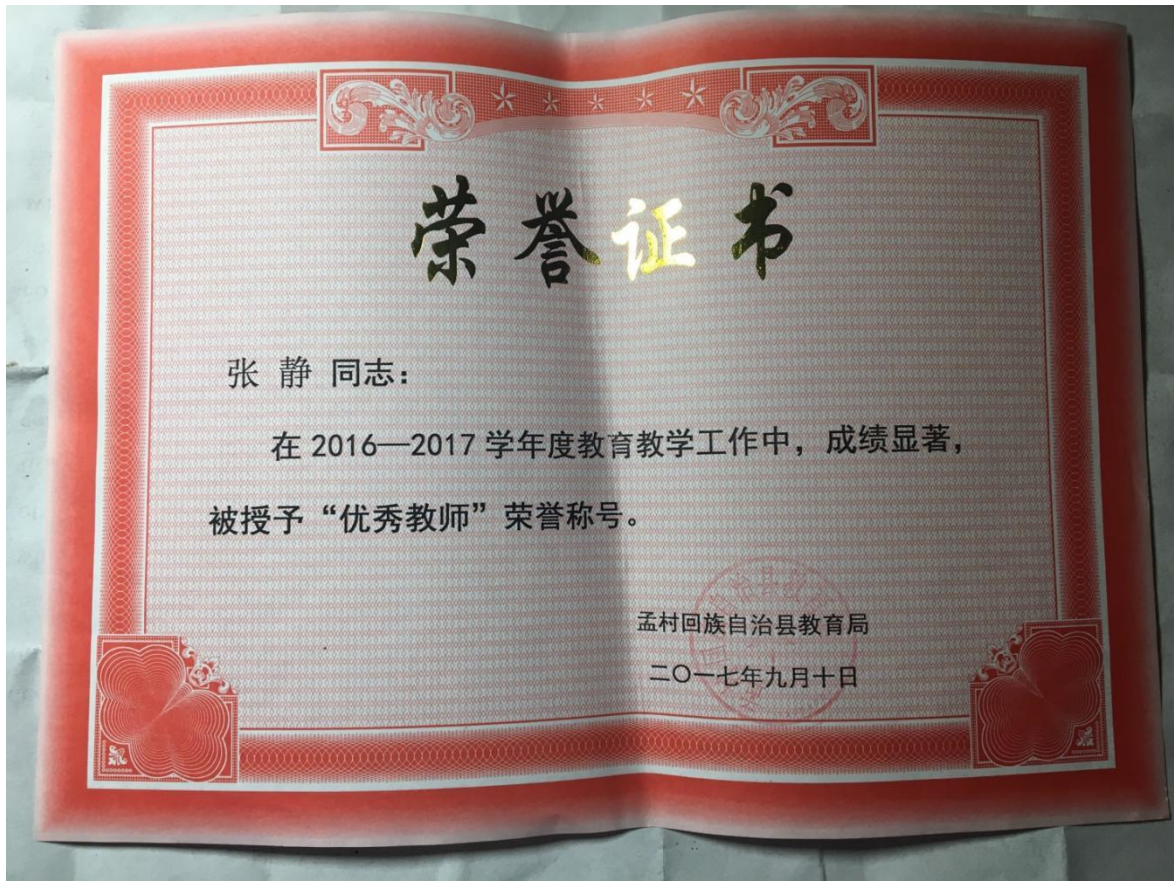 荣誉证书
张 静 同志：
在 2016—2017 学年度教育教学工作中，成绩显著，
被授予“优秀教师”荣誉称号。
孟村回族自治县教育局
二〇一七年九月十日